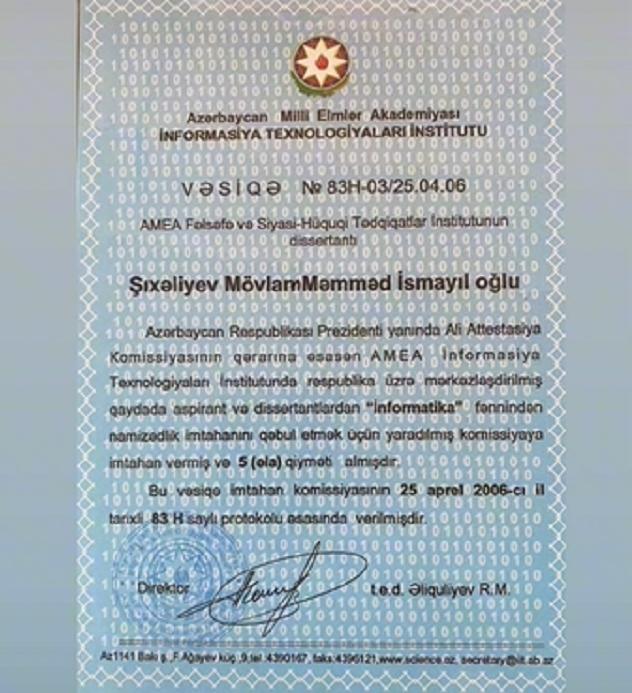 Azərbaycan Milli Elmlər Akademiyası
İNFORMASİYA TEXNOLOGİYALARI İNSTİTUTU
VƏSİQƏ № 83H-03/25.04.06
AMEA Fəlsəfə və Siyasi-Hüquqi Tədqiqatlar İnstitutunun
dissertantı
Şıxəliyev MövlamMəmməd İsmayıl oğlu
Azərbaycan Respublikası Prezidenti yanında Ali Attestasiya
Komissiyasının qərarına əsasən AMEA İnformasiya
Texnologiyaları İnstitutunda respublika üzrə mərkəzləşdirilmiş
qaydada aspirant və dissertantlardan "İnformatika" fənnindən
namizədlik imtahanını qəbul etmək üçün yaradılmış komissiyaya
imtahan vermiş və 5 (əla) qiyməti almışdır.
Bu vəsiqə imtahan komissiyasının 25 aprel 2006-cı il
tarixli 83 H saylı protokolu əsasında verilmişdir.
Direktor t.e.d. Əliquliyev R.M.
Az1141 Bakı ş., F.Ağayev küç.,9,tel.:4390167, faks:4396121,www.science.az, secretary@iit.ab.az